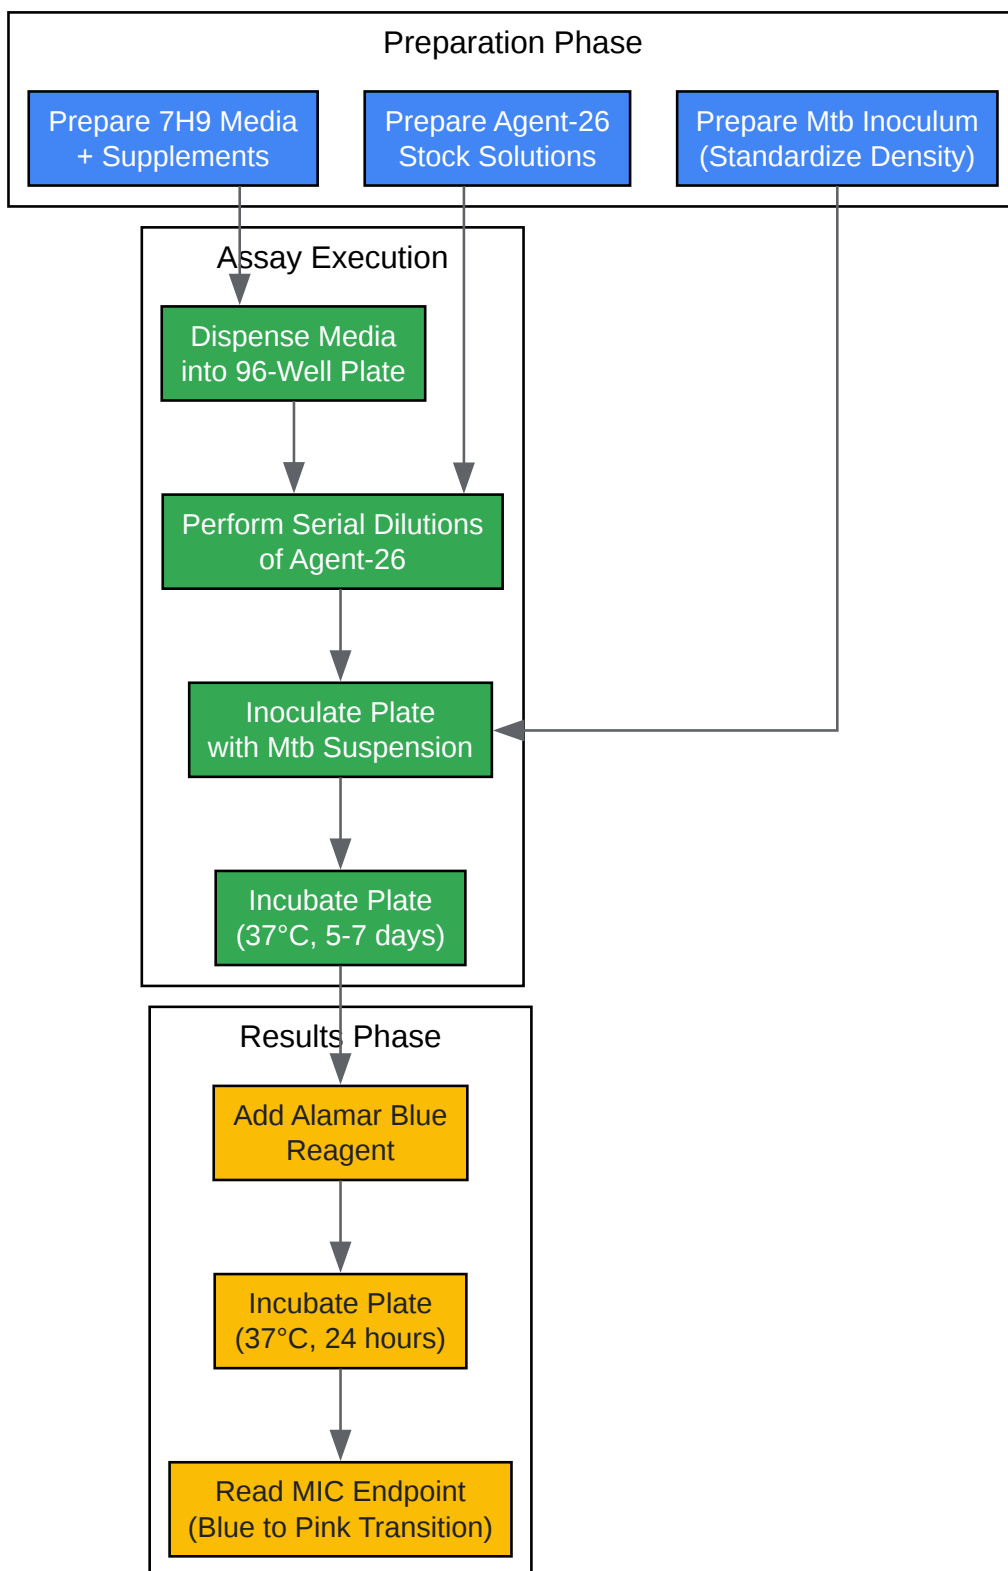 Preparation Phase
Prepare 7H9 Media
+ Supplements
Prepare Agent-26
Stock Solutions
Prepare Mtb Inoculum
(Standardize Density)
Assay Execution
Dispense Media
into 96-Well Plate
Perform Serial Dilutions
of Agent-26
Inoculate Plate
with Mtb Suspension
Incubate Plate
(37°C, 5-7 days)
Results Phase
Add Alamar Blue
Reagent
Incubate Plate
(37°C, 24 hours)
Read MIC Endpoint
(Blue to Pink Transition)